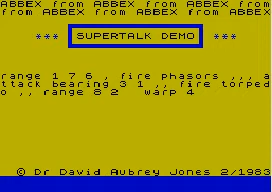 ABBEX from ABBEX from ABBEX from
from ABBEX from ABBEX from ABBEX
*** SUPERTALK DEMO ***
range 1 7 6 , fire phasors ,,, a
ttack bearing 3 1 ,, fire torped
o ,, range 8 2   warp 4
© Dr David Aubrey Jones 2/1983